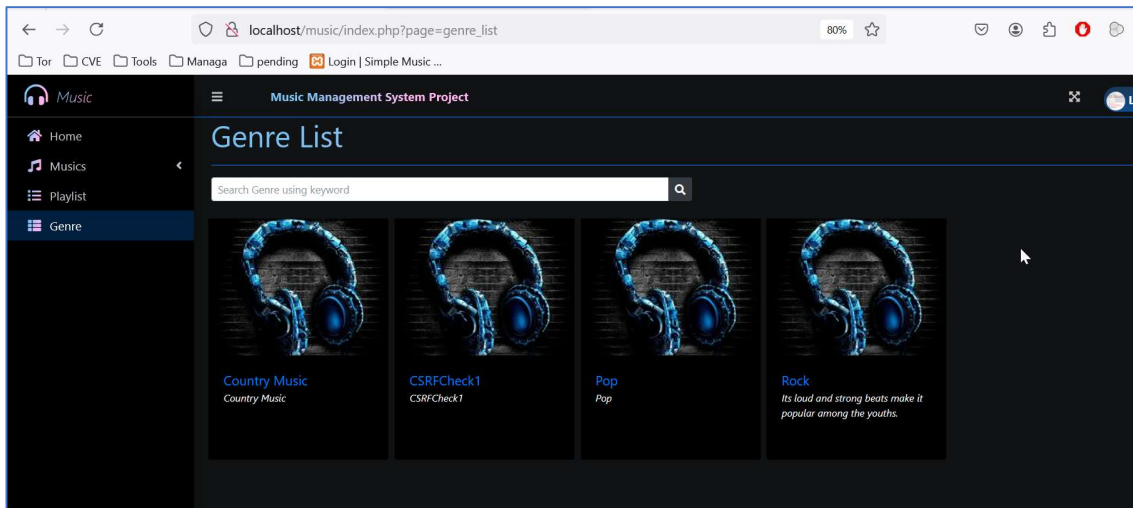 localhost/music/index.php?page=genre_list 80%
Tor CVE Tools Managa pending Login | Simple Music ...
Music Music Management System Project L
Home
Musics
Playlist
Genre
Genre List
Search Genre using keyword
Country Music
Country Music
CSRFCheck1
CSRFCheck1
Pop
Pop
Rock
Its loud and strong beats make it
popular among the youths.